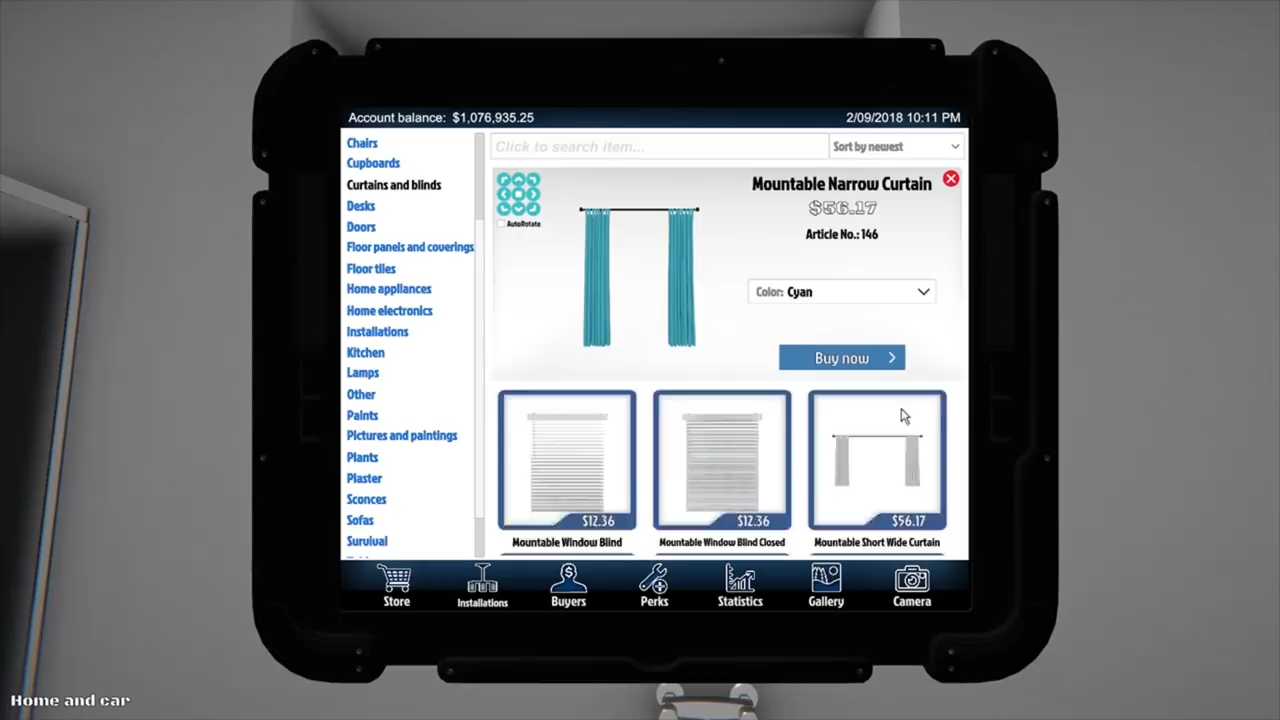 Account balance: $1,076,935.25
2/09/2018 10:11 PM
Chairs
Cupboards
Curtains and blinds
Desks
Doors
Floor panels and coverings
Floor tiles
Home appliances
Home electronics
Installations
Kitchen
Lamps
Other
Paints
Pictures and paintings
Plants
Plaster
Sconces
Sofas
Survival
Click to search item...
Sort by newest
AutoRotate
Mountable Narrow Curtain
$56.17
Article No.: 146
Color: Cyan
Buy now
$12.36
$12.36
$56.17
Mountable Window Blind
Mountable Window Blind Closed
Mountable Short Wide Curtain
Store
Installations
Buyers
Perks
Statistics
Gallery
Camera
Home and car